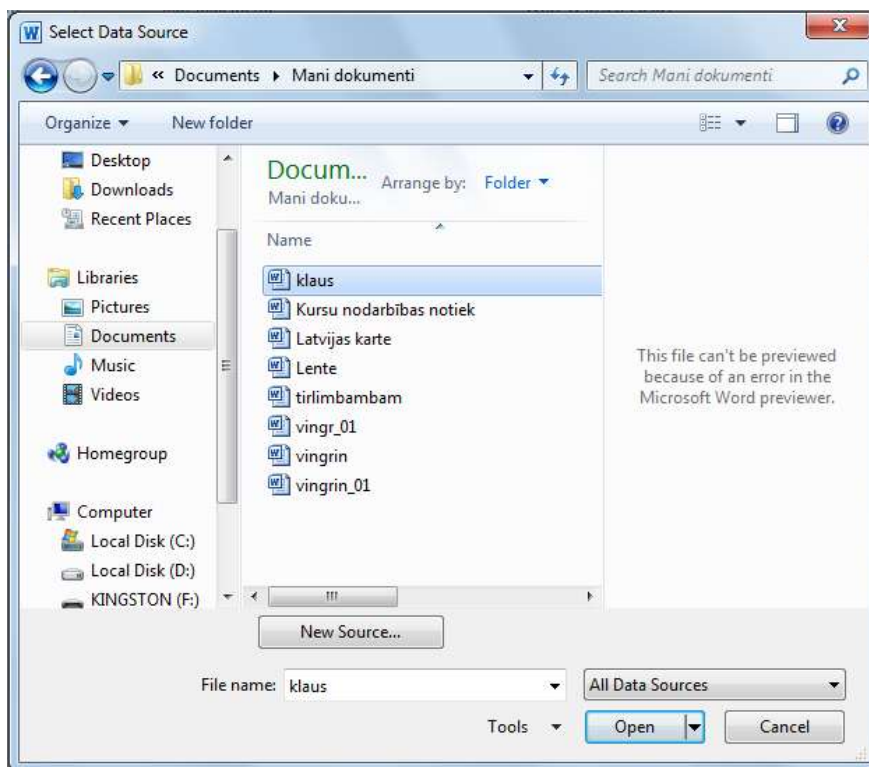 Select Data Source
« Documents Mani dokumenti
Search Mani dokumenti
Organize New folder
Desktop
Downloads
Recent Places
Libraries
Pictures
Documents
Music
Videos
Homegroup
Computer
Local Disk (C:)
Local Disk (D:)
KINGSTON (F:)
Docum...
Mani doku...
Arrange by: Folder
Name
klaus
Kursu nodarbības notiek
Latvijas karte
Lente
tirlimbambam
vingr_01
vingrin
vingrin_01
This file can't be previewed
because of an error in the
Microsoft Word previewer.
New Source...
File name: klaus
All Data Sources
Tools Open Cancel